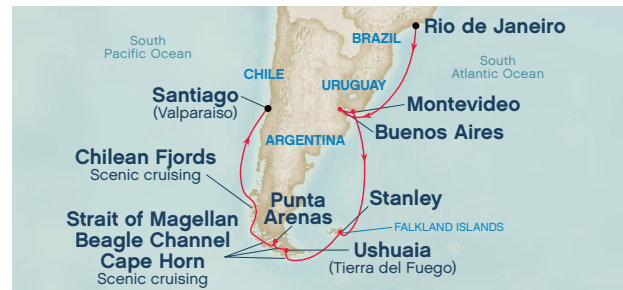 Rio de Janeiro
BRAZIL
South
Pacific Ocean
South
Atlantic Ocean
CHILE
URUGUAY
Santiago
(Valparaiso)
Montevideo
Buenos Aires
ARGENTINA
Chilean Fjords
Scenic cruising
Punta
Arenas
Stanley
FALKLAND ISLANDS
Strait of Magellan
Beagle Channel
Cape Horn
Scenic cruising
Ushuaia
(Tierra del Fuego)